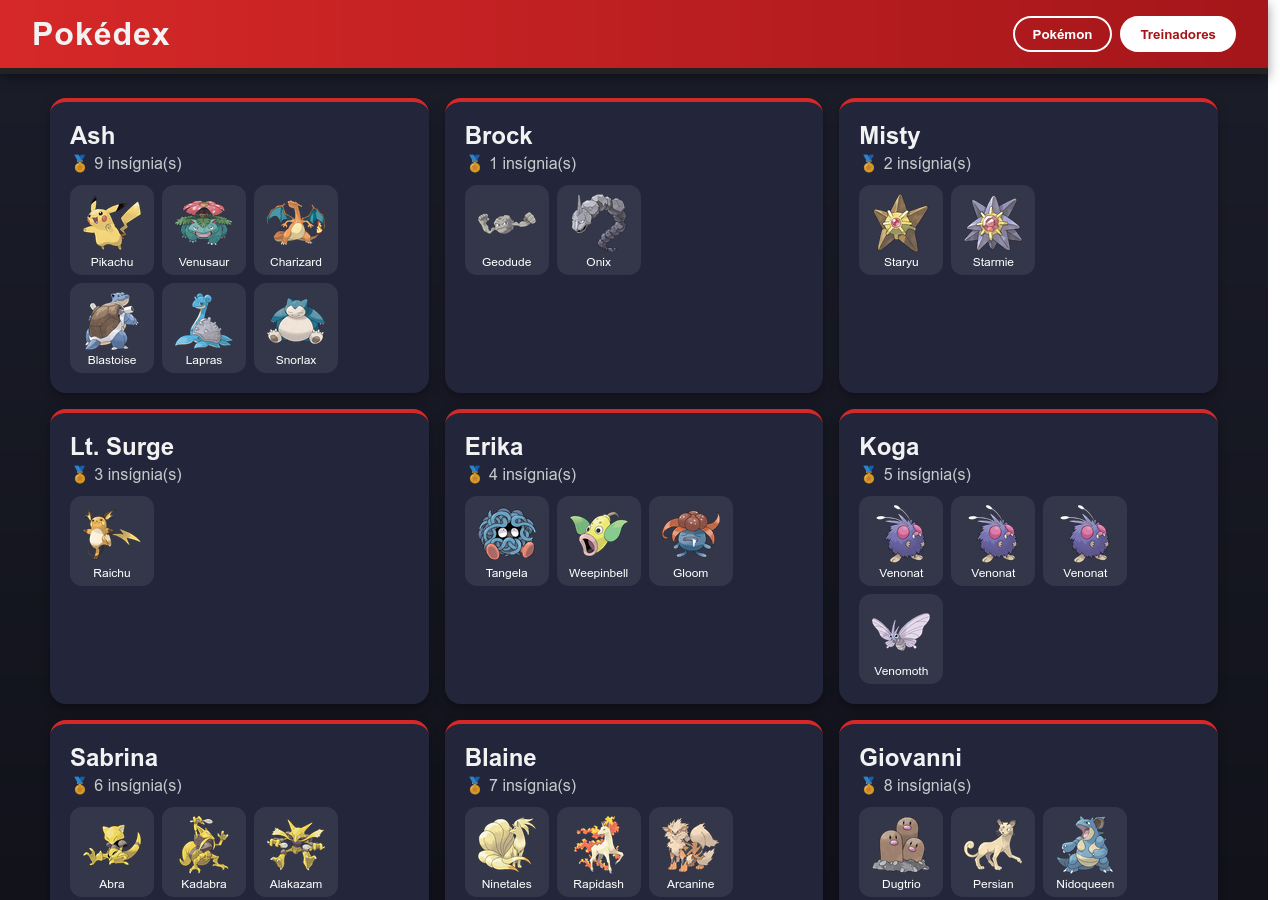 Pokédex
Pokémon
Treinadores
Ash
🏅 9 insígnia(s)
Pikachu
Venusaur
Charizard
Blastoise
Lapras
Snorlax
Brock
🏅 1 insígnia(s)
Geodude
Onix
Misty
🏅 2 insígnia(s)
Staryu
Starmie
Lt. Surge
🏅 3 insígnia(s)
Raichu
Erika
🏅 4 insígnia(s)
Tangela
Weepinbell
Gloom
Koga
🏅 5 insígnia(s)
Venonat
Venonat
Venonat
Venomoth
Sabrina
🏅 6 insígnia(s)
Abra
Kadabra
Alakazam
Blaine
🏅 7 insígnia(s)
Ninetales
Rapidash
Arcanine
Giovanni
🏅 8 insígnia(s)
Dugtrio
Persian
Nidoqueen